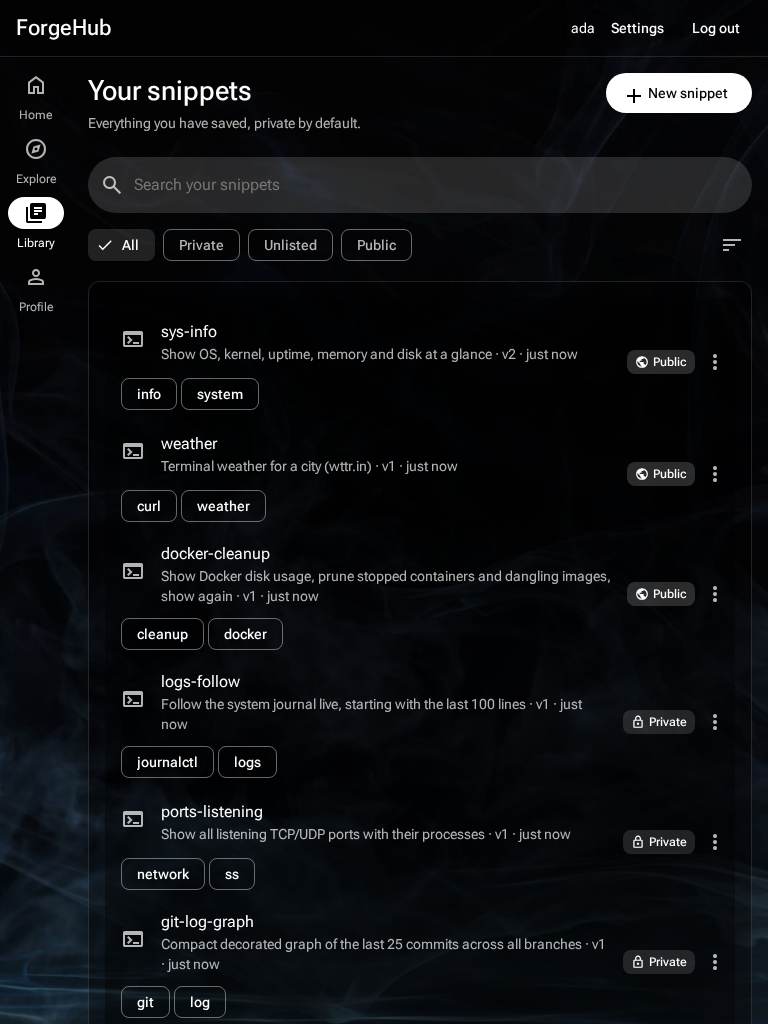 ForgeHub
ada Settings Log out
Home
Explore
Library
Profile
Your snippets
New snippet
Everything you have saved, private by default.
Search your snippets
All Private Unlisted Public
sys-info
Show OS, kernel, uptime, memory and disk at a glance · v2 · just now
Public
info system
weather
Terminal weather for a city (wttr.in) · v1 · just now
Public
curl weather
docker-cleanup
Show Docker disk usage, prune stopped containers and dangling images,
show again · v1 · just now
Public
cleanup docker
logs-follow
Follow the system journal live, starting with the last 100 lines · v1 · just
now
Private
journalctl logs
ports-listening
Show all listening TCP/UDP ports with their processes · v1 · just now
Private
network ss
git-log-graph
Compact decorated graph of the last 25 commits across all branches · v1
· just now
Private
git log